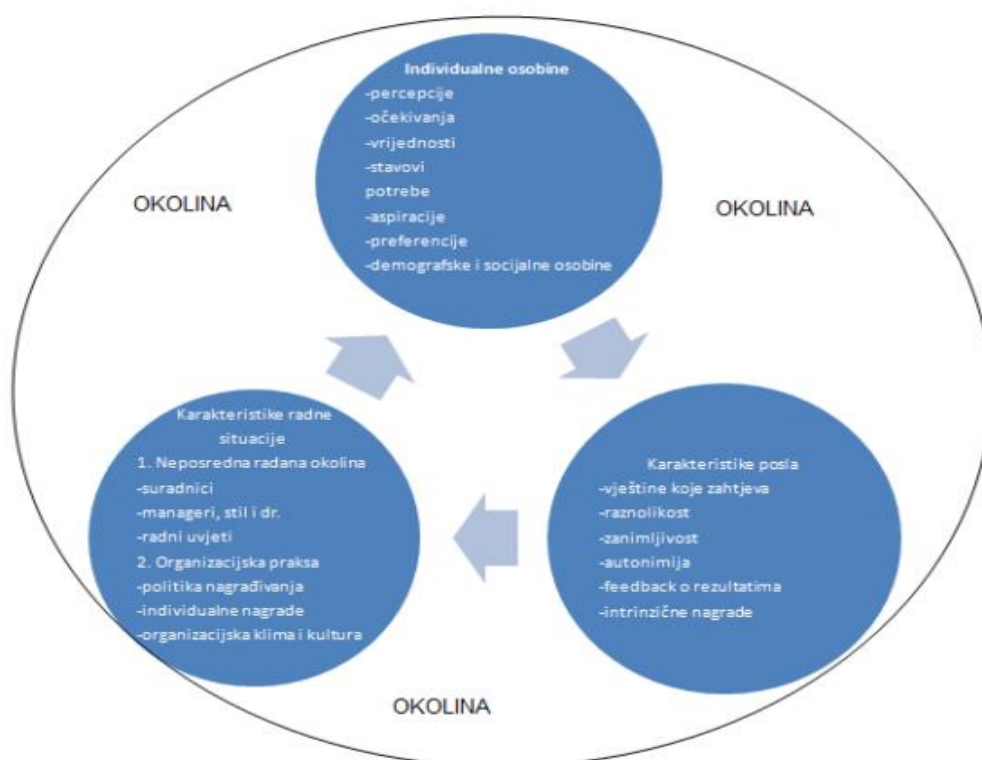 Individualne osobine
-percepcije
-očekivanja
-vrijednosti
-stavovi
potrebe
-aspiracije
-preferencije
-demografske i socijalne osobine
OKOLINA
OKOLINA
Karakteristike radne
situacije
1. Neposredna radana okolina
-suradnici
-manageri, stil i dr.
-radni uvjeti
2. Organizacijska praksa
-politika nagrađivanja
-individualne nagrade
-organizacijska klima i kultura
Karakteristike posla
-vještine koje zahtjeva
-raznolikost
-zanimljivost
-autonimija
-feedback o rezultatima
-intrinzične nagrade
OKOLINA